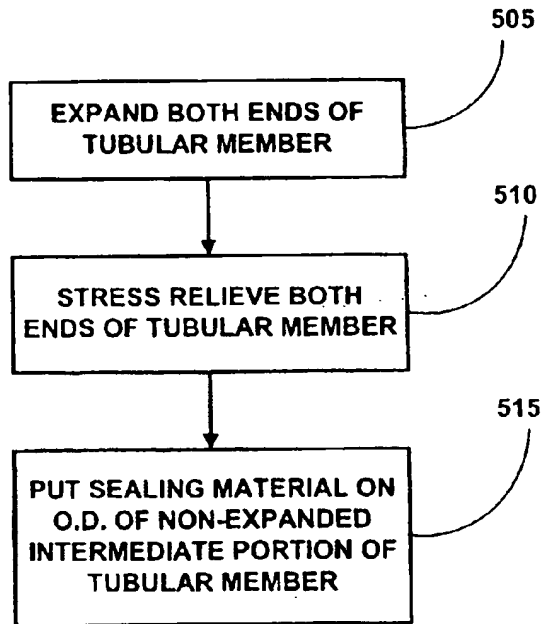 505
EXPAND BOTH ENDS OF
TUBULAR MEMBER
510
STRESS RELIEVE BOTH
ENDS OF TUBULAR MEMBER
515
PUT SEALING MATERIAL ON
O.D. OF NON-EXPANDED
INTERMEDIATE PORTION OF
TUBULAR MEMBER